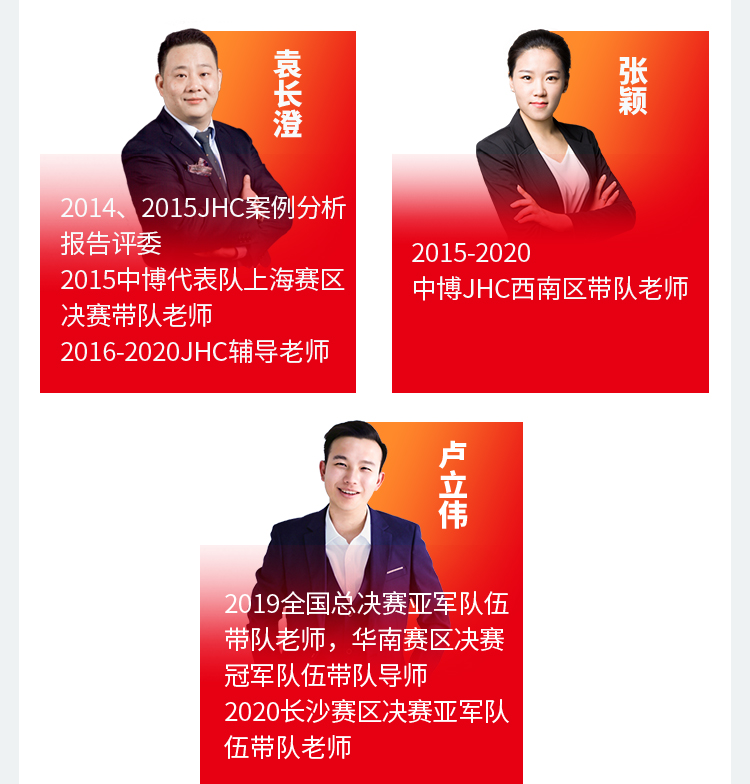 袁长澄
2014、2015JHC案例分析
报告评委
2015中博代表队上海赛区
决赛带队老师
2016-2020JHC辅导老师
张颖
2015-2020
中博JHC西南区带队老师
卢立伟
2019全国总决赛亚军队伍
带队老师，华南赛区决赛
冠军队伍带队导师
2020长沙赛区决赛亚军队
伍带队老师